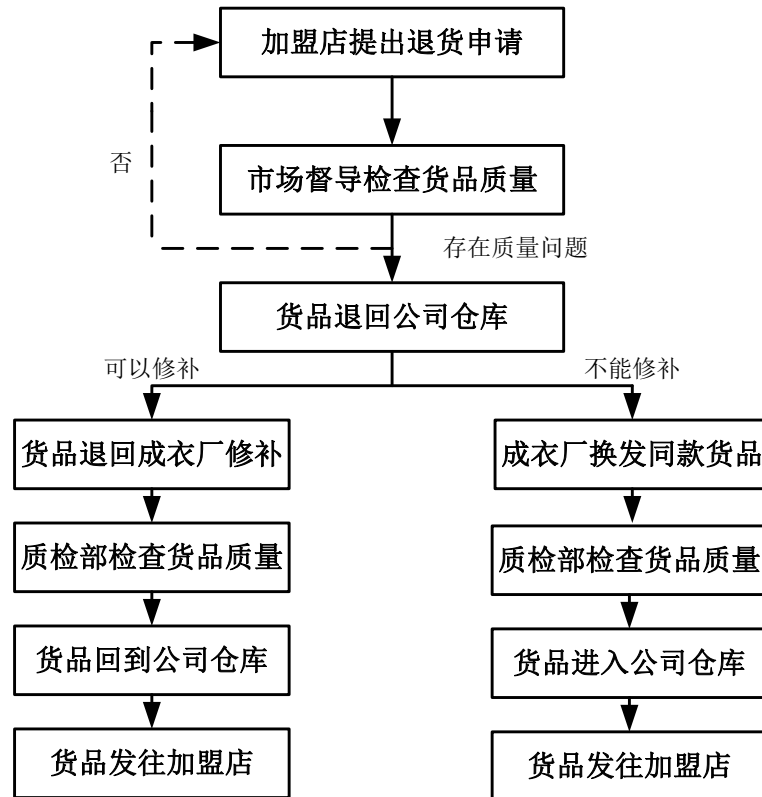 加盟店提出退货申请
否
市场督导检查货品质量
存在质量问题
货品退回公司仓库
可以修补
不能修补
货品退回成衣厂修补
成衣厂换发同款货品
质检部检查货品质量
质检部检查货品质量
货品回到公司仓库
货品进入公司仓库
货品发往加盟店
货品发往加盟店